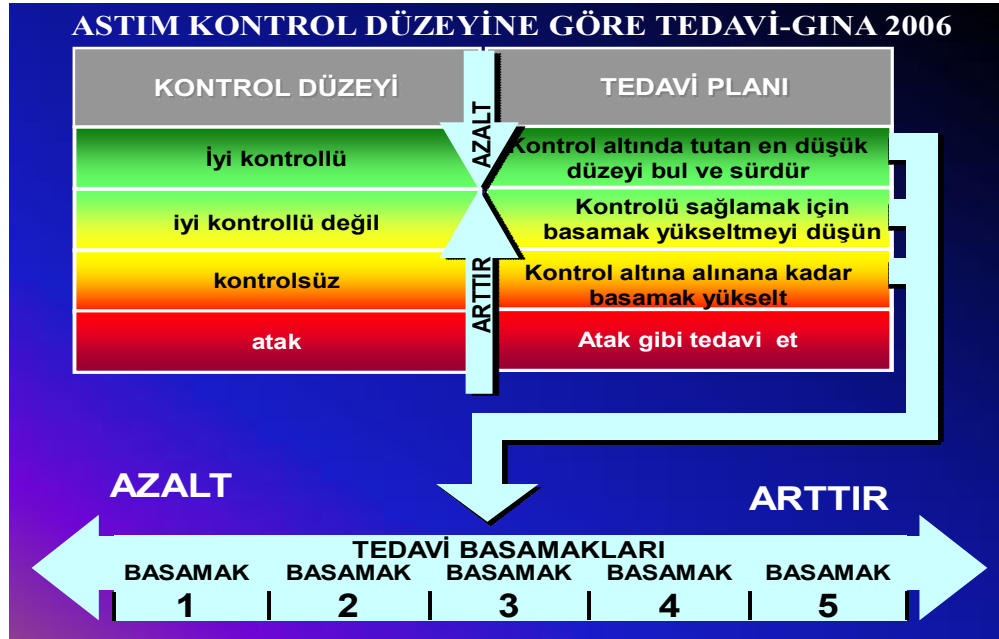 ASTIM KONTROL DÜZEYİNE GÖRE TEDAVİ-GINA 2006
KONTROL DÜZEYİ
TEDAVİ PLANI
AZALT
İyi kontrollü
Kontrol altında tutan en düşük
düzeyi bul ve sürdür
iyi kontrollü değil
Kontrolü sağlamak için
basamak yükseltmeyi düşün
ARTTIR
kontrolsüz
Kontrol altına alınana kadar
basamak yükselt
atak
Atak gibi tedavi et
AZALT
ARTTIR
TEDAVİ BASAMAKLARI
BASAMAK BASAMAK BASAMAK BASAMAK BASAMAK
1 2 3 4 5